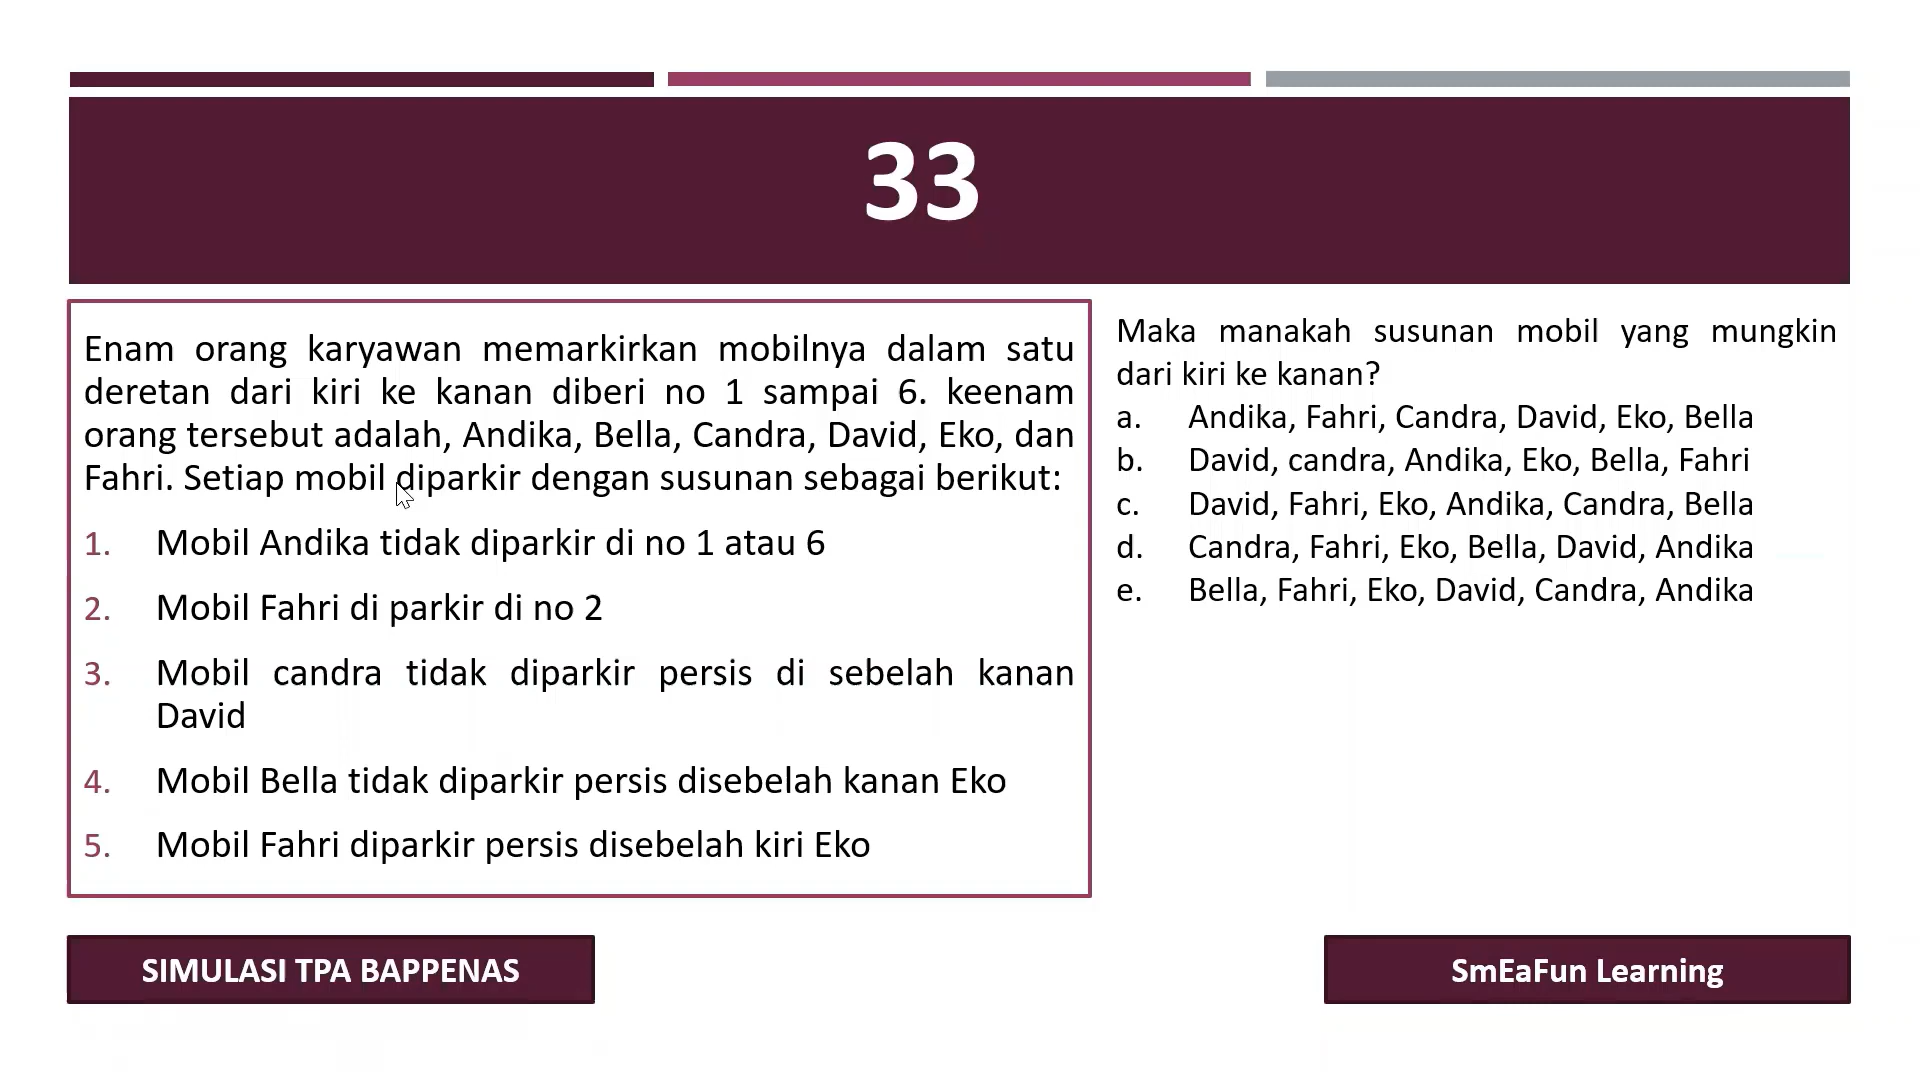 33
Enam orang karyawan memarkirkan mobilnya dalam satu
deretan dari kiri ke kanan diberi no 1 sampai 6. keenam
orang tersebut adalah, Andika, Bella, Candra, David, Eko, dan
Fahri. Setiap mobil diparkir dengan susunan sebagai berikut:
1. Mobil Andika tidak diparkir di no 1 atau 6
2. Mobil Fahri di parkir di no 2
3. Mobil candra tidak diparkir persis di sebelah kanan
David
4. Mobil Bella tidak diparkir persis disebelah kanan Eko
5. Mobil Fahri diparkir persis disebelah kiri Eko
Maka manakah susunan mobil yang mungkin
dari kiri ke kanan?
a. Andika, Fahri, Candra, David, Eko, Bella
b. David, candra, Andika, Eko, Bella, Fahri
c. David, Fahri, Eko, Andika, Candra, Bella
d. Candra, Fahri, Eko, Bella, David, Andika
e. Bella, Fahri, Eko, David, Candra, Andika
SIMULASI TPA BAPPENAS
SmEaFun Learning